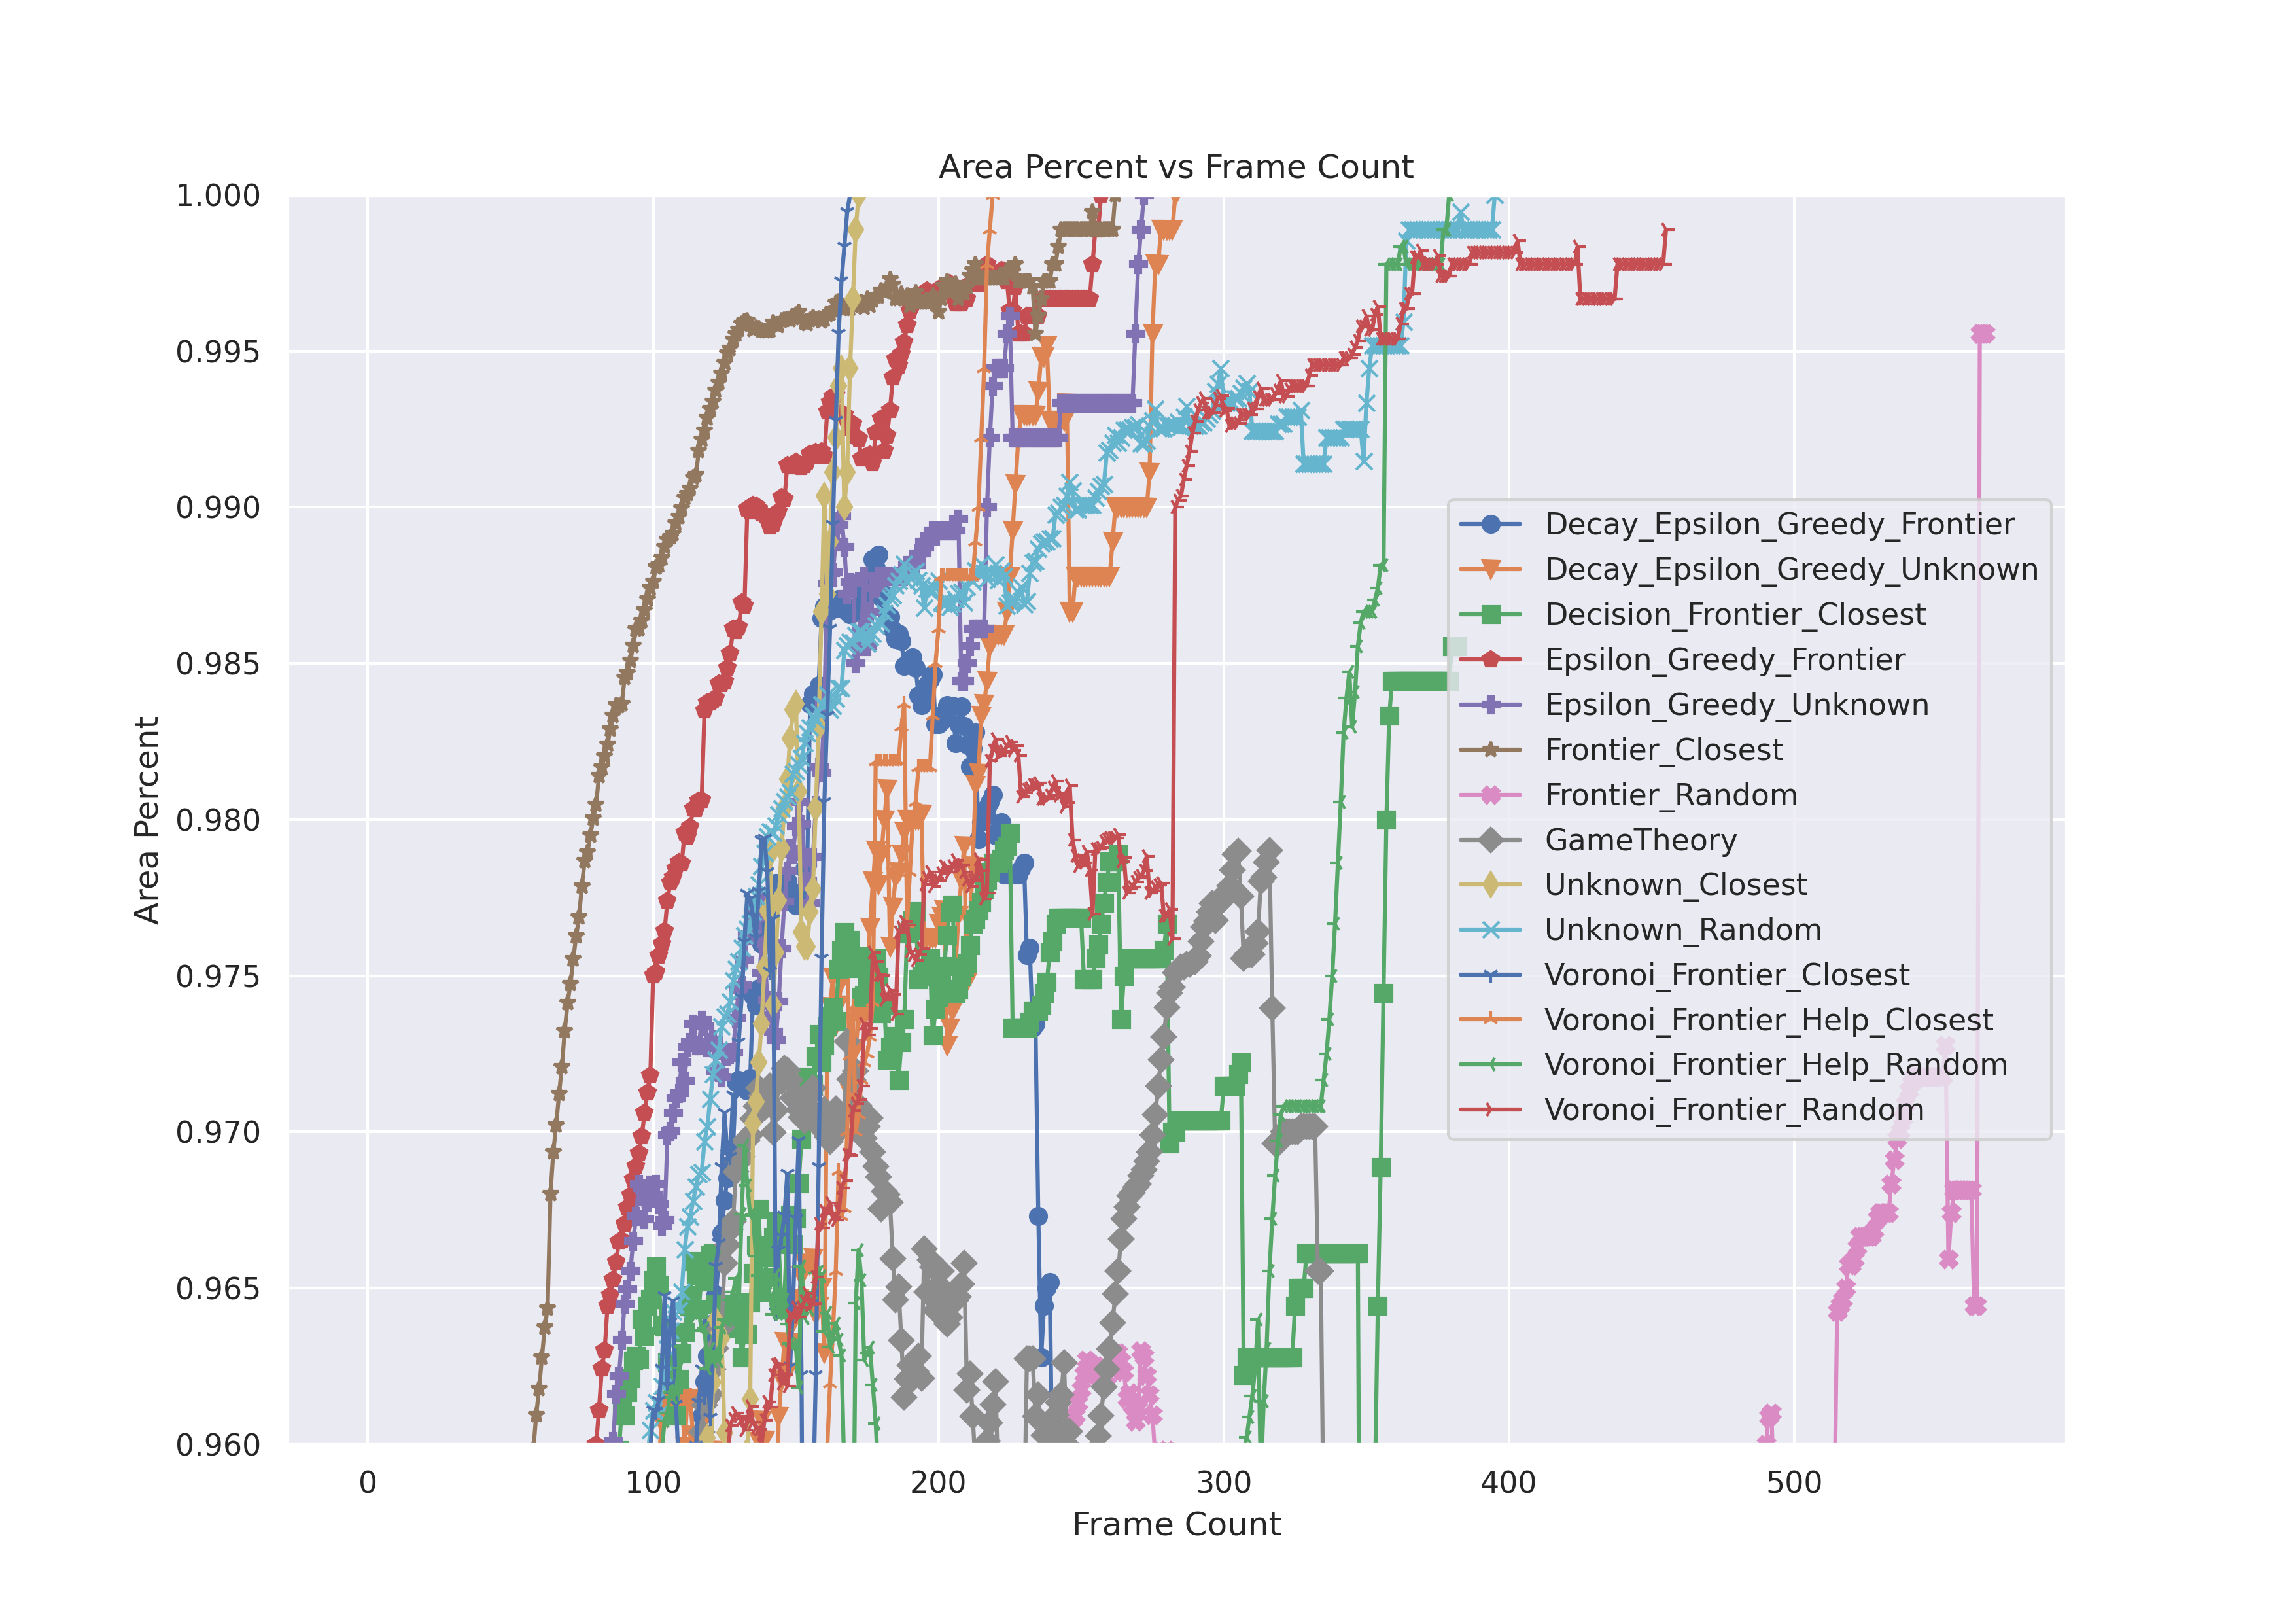 Area Percent vs Frame Count
1.000
0.995
0.990
0.985
0.980
0.975
0.970
0.965
0.960
Area Percent
Decay_Epsilon_Greedy_Frontier
Decay_Epsilon_Greedy_Unknown
Decision_Frontier_Closest
Epsilon_Greedy_Frontier
Epsilon_Greedy_Unknown
Frontier_Closest
Frontier_Random
GameTheory
Unknown_Closest
Unknown_Random
Voronoi_Frontier_Closest
Voronoi_Frontier_Help_Closest
Voronoi_Frontier_Help_Random
Voronoi_Frontier_Random
0 100 200 300 400 500
Frame Count